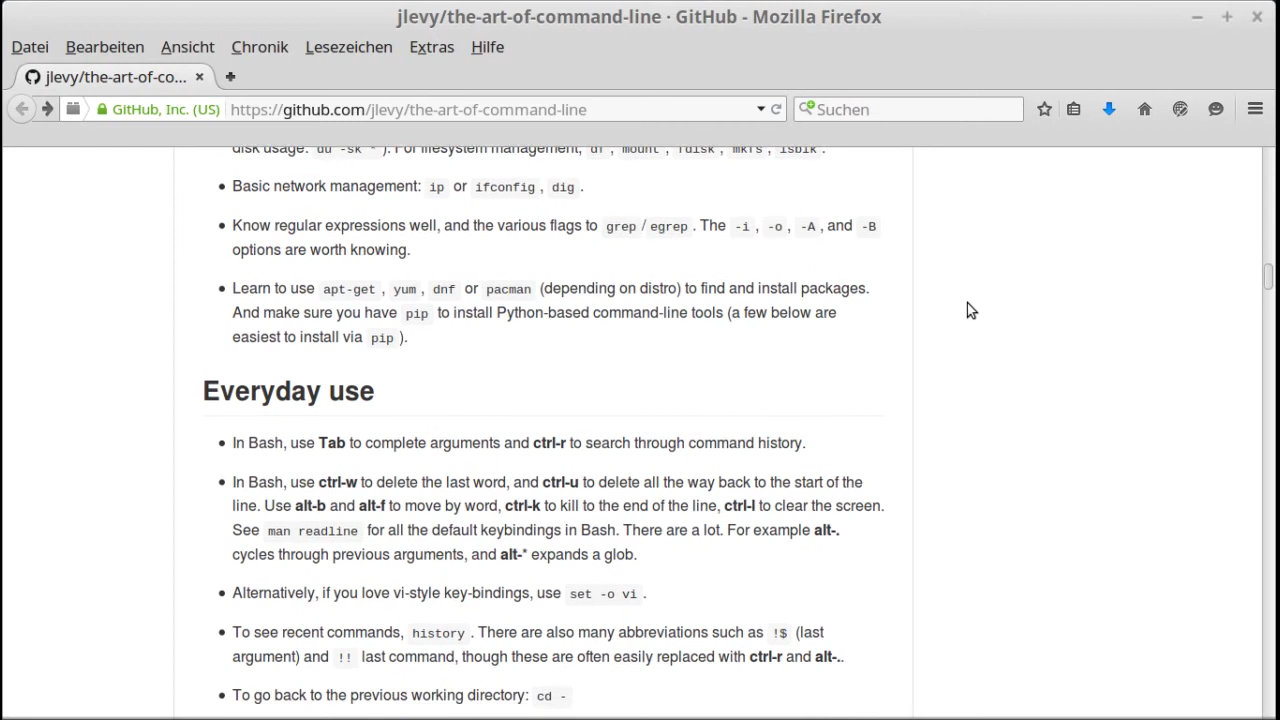 jlevy/the-art-of-command-line · GitHub - Mozilla Firefox
Datei Bearbeiten Ansicht Chronik Lesezeichen Extras Hilfe
jlevy/the-art-of-co...
GitHub, Inc. (US) https://github.com/jlevy/the-art-of-command-line Suchen
disk usage: du -sk * ). For filesystem management, df , mount , fdisk , mkfs , lsblk .
• Basic network management: ip or ifconfig , dig .
• Know regular expressions well, and the various flags to grep / egrep . The -i , -o , -A , and -B
options are worth knowing.
• Learn to use apt-get , yum , dnf or pacman (depending on distro) to find and install packages.
And make sure you have pip to install Python-based command-line tools (a few below are
easiest to install via pip ).
Everyday use
• In Bash, use Tab to complete arguments and ctrl-r to search through command history.
• In Bash, use ctrl-w to delete the last word, and ctrl-u to delete all the way back to the start of the
line. Use alt-b and alt-f to move by word, ctrl-k to kill to the end of the line, ctrl-l to clear the screen.
See man readline for all the default keybindings in Bash. There are a lot. For example alt-.
cycles through previous arguments, and alt-* expands a glob.
• Alternatively, if you love vi-style key-bindings, use set -o vi .
• To see recent commands, history . There are also many abbreviations such as !$ (last
argument) and !! last command, though these are often easily replaced with ctrl-r and alt-..
• To go back to the previous working directory: cd -